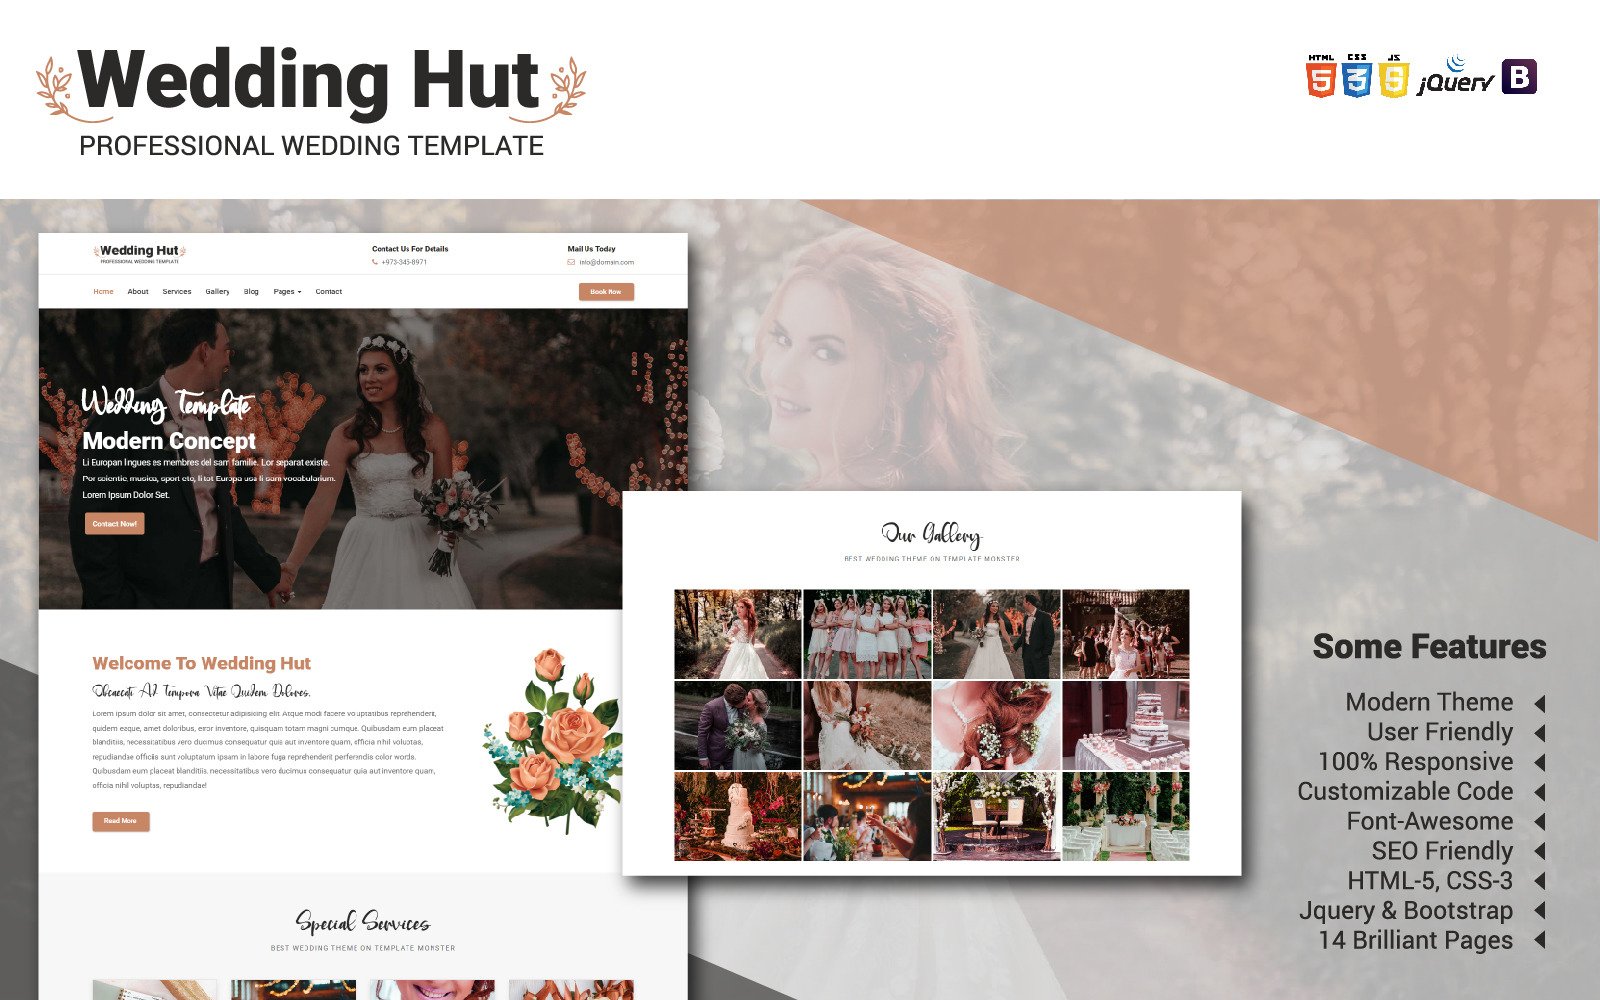 Wedding Hut
PROFESSIONAL WEDDING TEMPLATE
HTML CSS JS
5 3 5 jQuery B
Wedding Hut
PROFESSIONAL WEDDING TEMPLATE
Contact Us For Details
+973-345-8971
Mail Us Today
info@domain.com
Home About Services Gallery Blog Pages Contact
Book Now
Wedding Template
Modern Concept
Li Europan lingues es membres del sam familie. Lor separat existe.
Por scientie, musica, sport etc, litot Europa usa li sam vocabularium.
Lorem Ipsum Dolor Set.
Contact Now!
Welcome To Wedding Hut
Obcaecati Ad Tempora Vitae Quidem Dolores.
Lorem ipsum dolor sit amet, consectetur adipisicing elit. Atque modi facere voluptatibus reprehenderit,
quidem eaque, amet doloribus, error inventore, quisquam totam magni cumque. Quibusdam eum placeat
blanditiis, necessitatibus vero ducimus consequatur quis aut inventore quam, officia nihil voluptas,
repudiandae officiis sunt voluptatum ipsam in labore fuga reprehenderit perferendis dolor words.
Quibusdam eum placeat blanditiis, necessitatibus vero ducimus consequatur quis aut inventore quam,
officia nihil voluptas, repudiandae!
Read More
Special Services
BEST WEDDING THEME ON TEMPLATE MONSTER
Our Gallery
BEST WEDDING THEME ON TEMPLATE MONSTER
Some Features
Modern Theme
User Friendly
100% Responsive
Customizable Code
Font-Awesome
SEO Friendly
HTML-5, CSS-3
Jquery & Bootstrap
14 Brilliant Pages